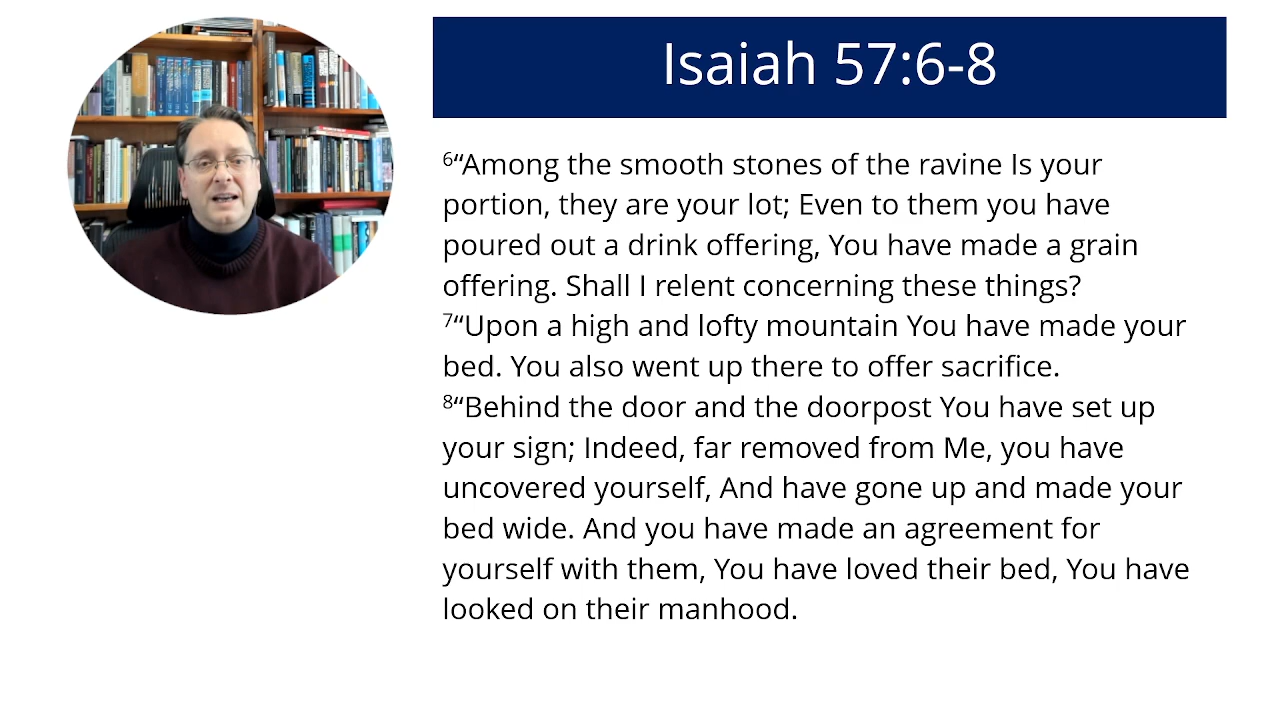 Isaiah 57:6-8
6“Among the smooth stones of the ravine Is your
portion, they are your lot; Even to them you have
poured out a drink offering, You have made a grain
offering. Shall I relent concerning these things?
7“Upon a high and lofty mountain You have made your
bed. You also went up there to offer sacrifice.
8“Behind the door and the doorpost You have set up
your sign; Indeed, far removed from Me, you have
uncovered yourself, And have gone up and made your
bed wide. And you have made an agreement for
yourself with them, You have loved their bed, You have
looked on their manhood.